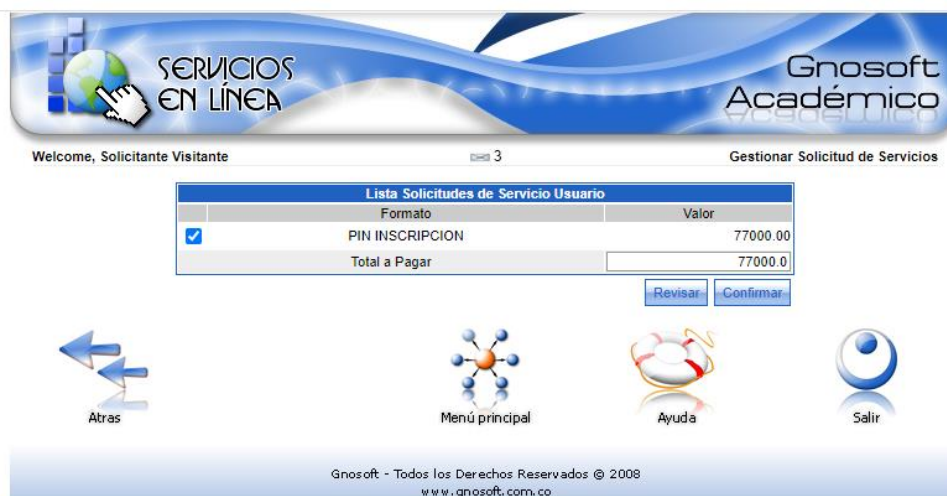 SERVICIOS
EN LÍNEA
Gnosoft
Académico
Welcome, Solicitante Visitante
3
Gestionar Solicitud de Servicios
Lista Solicitudes de Servicio Usuario
Formato Valor
PIN INSCRIPCION 77000.00
Total a Pagar 77000.0
Revisar Confirmar
Atras Menú principal Ayuda Salir
Gnosoft - Todos los Derechos Reservados © 2008
www.gnosoft.com.co